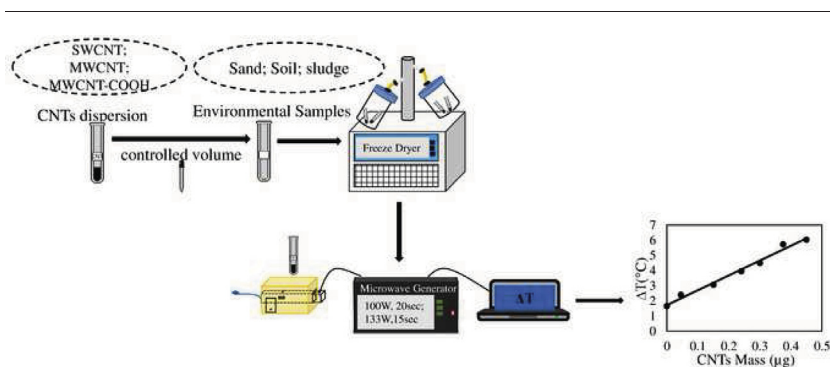 SWCNT;
MWCNT;
MWCNT-COOH
Sand; Soil; sludge
CNTs dispersion
Environmental Samples
controlled volume
Freeze Dryer
Microwave Generator
100W, 20sec;
133W,15sec
ΔT
7
6
5
4
3
2
1
0
ΔT(°C)
0 0.1 0.2 0.3 0.4 0.5
CNTs Mass (µg)